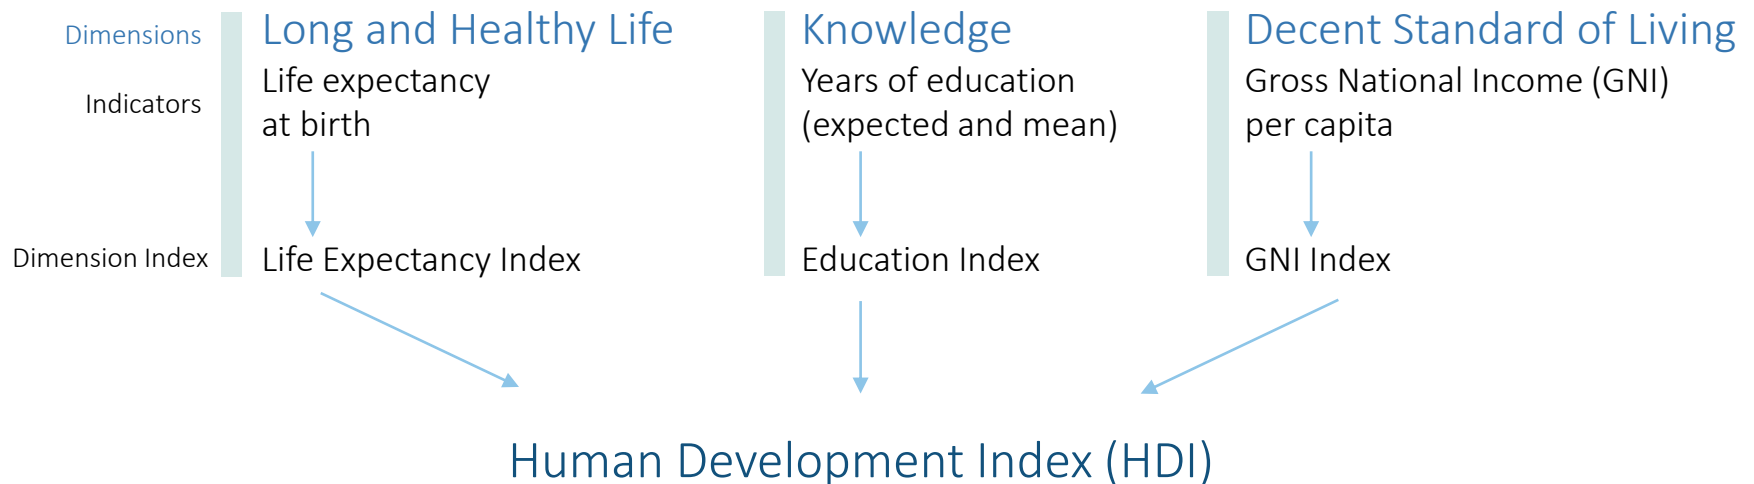 Dimensions
Long and Healthy Life
Knowledge
Decent Standard of Living
Indicators
Life expectancy
at birth
Years of education
(expected and mean)
Gross National Income (GNI)
per capita
Dimension Index
Life Expectancy Index
Education Index
GNI Index
Human Development Index (HDI)